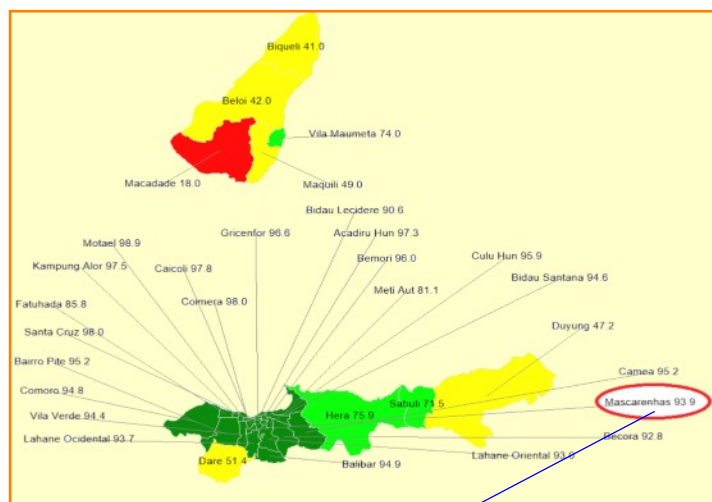 Biqueli 41.0
Beloi 42.0
Vila Maumeta 74.0
Macadade 18.0
Maquili 49.0
Bidau Lecidere 90.6
Gricenfor 96.6
Acadiru Hun 97.3
Motael 98.9
Bemori 96.0
Culu Hun 95.9
Kampung Alor 97.5
Caicoli 97.8
Bidau Santana 94.6
Meti Aut 81.1
Fatuhada 85.8
Coimera 98.0
Duyung 47.2
Santa Cruz 98.0
Bairro Pite 95.2
Camea 95.2
Comoro 94.8
Sabuli 71.5
Mascarenhas 93.9
Vila Verde 94.4
Hera 75.9
Lahane Ocidental 93.7
Becora 92.8
Dare 51.4
Balibar 94.9
Lahane Oriental